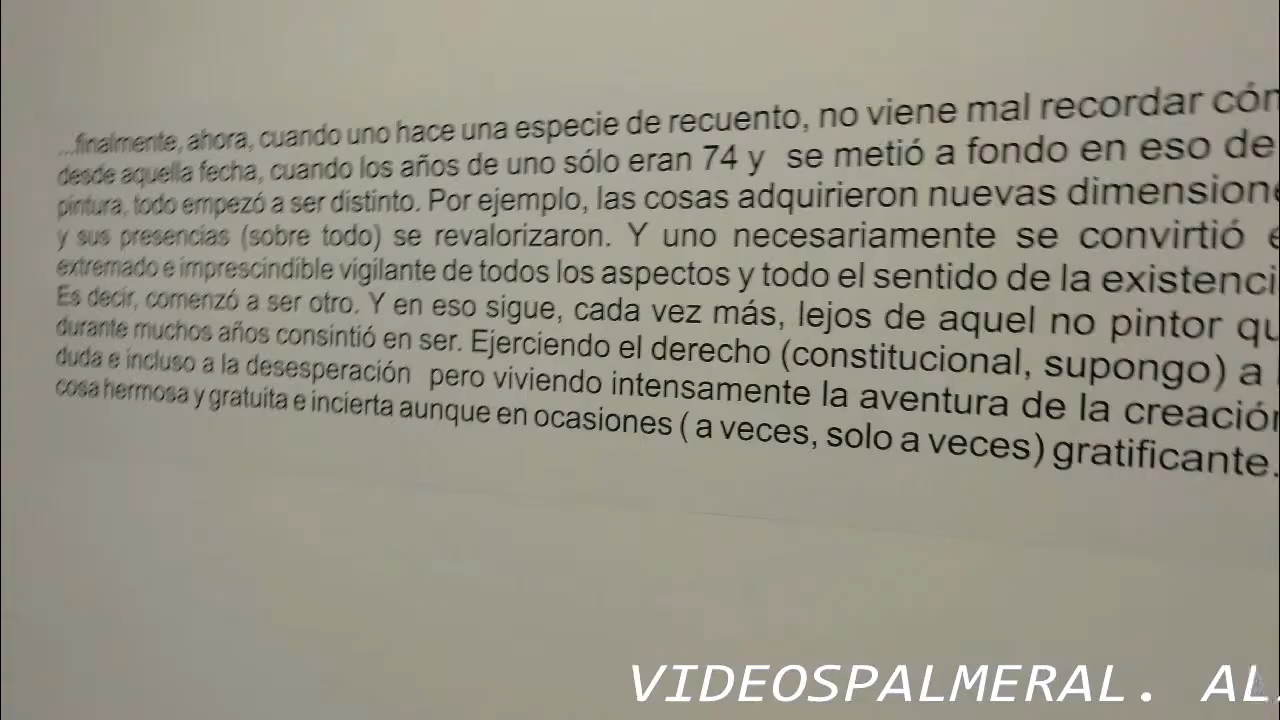 ...finalmente, ahora, cuando uno hace una especie de recuento, no viene mal recordar cóm
desde aquella fecha, cuando los años de uno sólo eran 74 y se metió a fondo en eso de
pintura, todo empezó a ser distinto. Por ejemplo, las cosas adquirieron nuevas dimension
y sus presencias (sobre todo) se revalorizaron. Y uno necesariamente se convirtió e
extremado e imprescindible vigilante de todos los aspectos y todo el sentido de la existenci
Es decir, comenzó a ser otro. Y en eso sigue, cada vez más, lejos de aquel no pintor qu
durante muchos años consintió en ser. Ejerciendo el derecho (constitucional, supongo) a
duda e incluso a la desesperación pero viviendo intensamente la aventura de la creación
cosa hermosa y gratuita e incierta aunque en ocasiones ( a veces, solo a veces) gratificante.
VIDEOSPALMERAL. AL